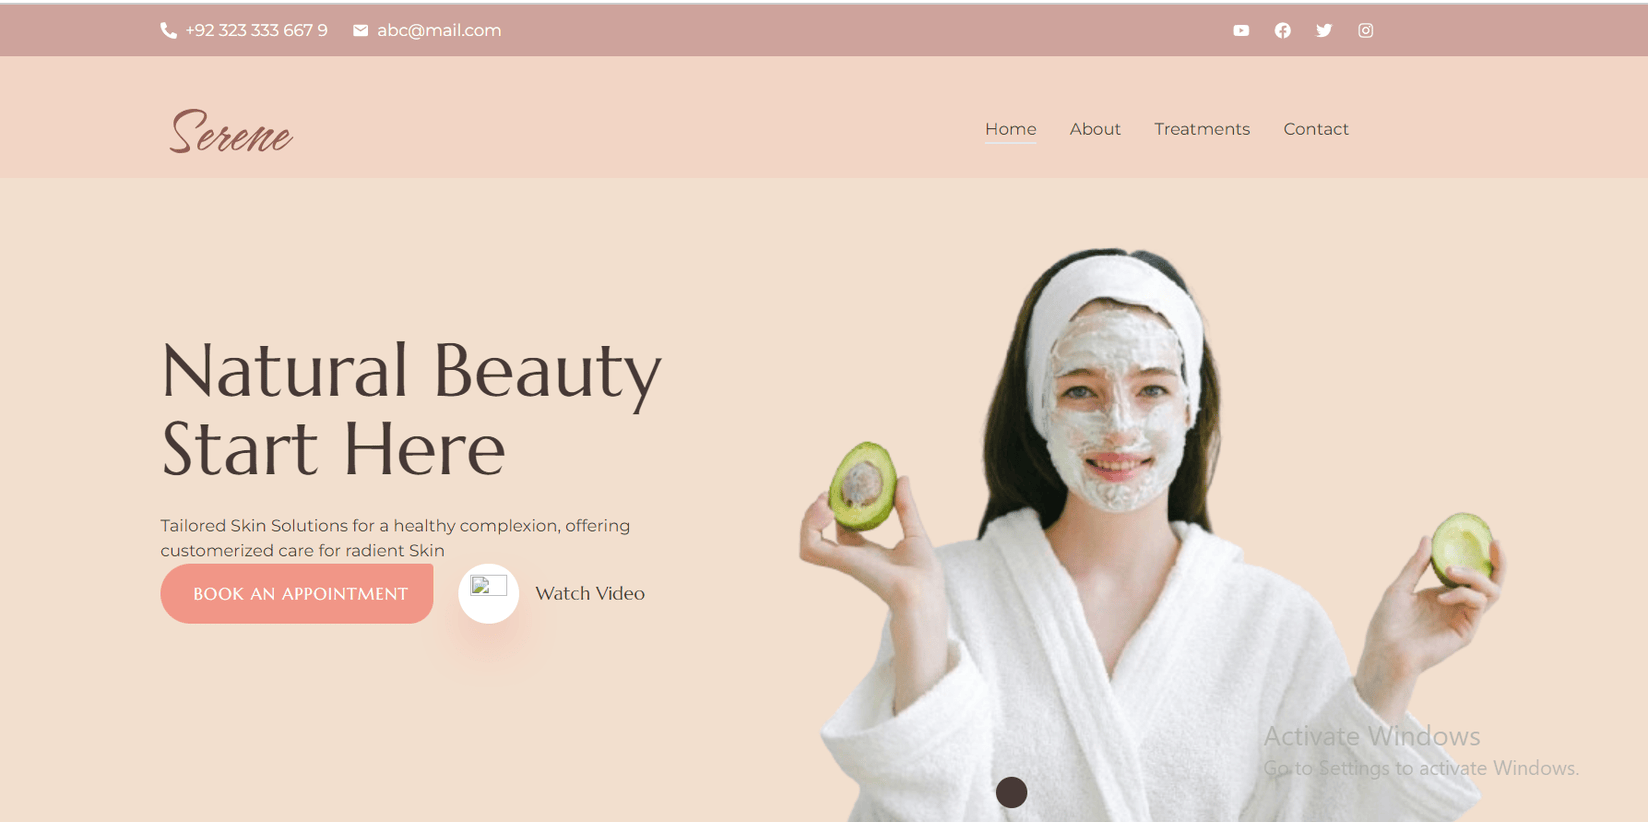 +92 323 333 667 9 abc@mail.com
Serene
Home About Treatments Contact
Natural Beauty
Start Here
Tailored Skin Solutions for a healthy complexion, offering
customerized care for radient Skin
BOOK AN APPOINTMENT Watch Video
Activate Windows
Go to Settings to activate Windows.